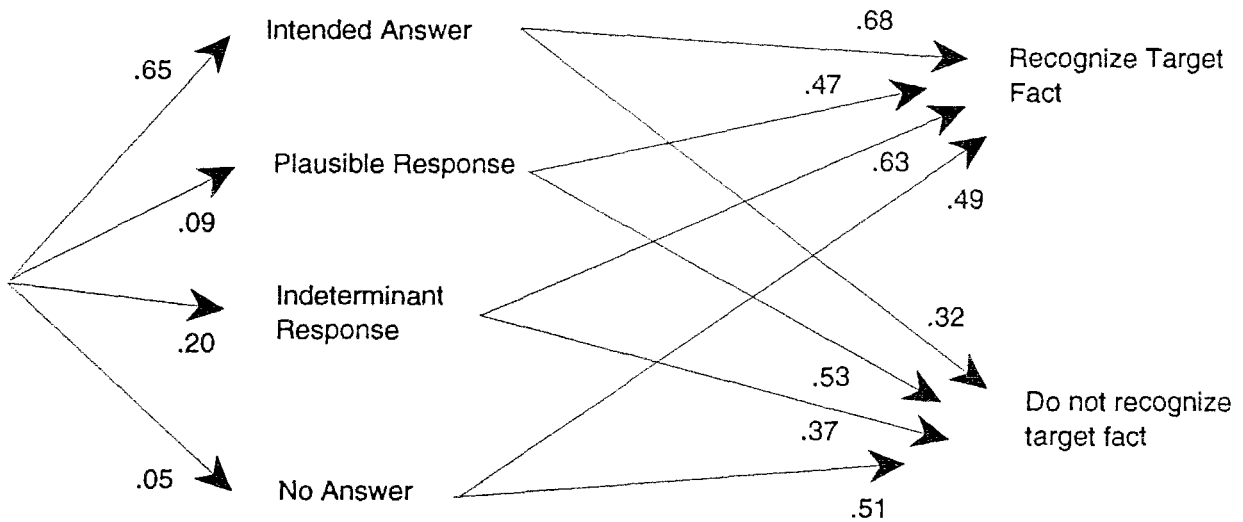 Intended Answer
.68
Recognize Target
Fact
.65
.47
Plausible Response
.63
.49
.09
Indeterminant
Response
.20
.32
.53
.37
Do not recognize
target fact
.05
No Answer
.51